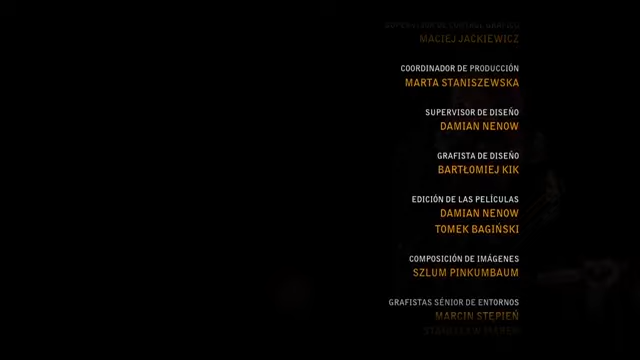 MACIEJ JACKIEWICZ
COORDINADOR DE PRODUCCIÓN
MARTA STANISZEWSKA
SUPERVISOR DE DISEÑO
DAMIAN NENOW
GRAFISTA DE DISEÑO
BARTŁOMIEJ KIK
EDICIÓN DE LAS PELÍCULAS
DAMIAN NENOW
TOMEK BAGIŃSKI
COMPOSICIÓN DE IMÁGENES
SZLUM PINKUMBAUM
GRAFISTAS SÉNIOR DE ENTORNOS
MARCIN STĘPIEŃ